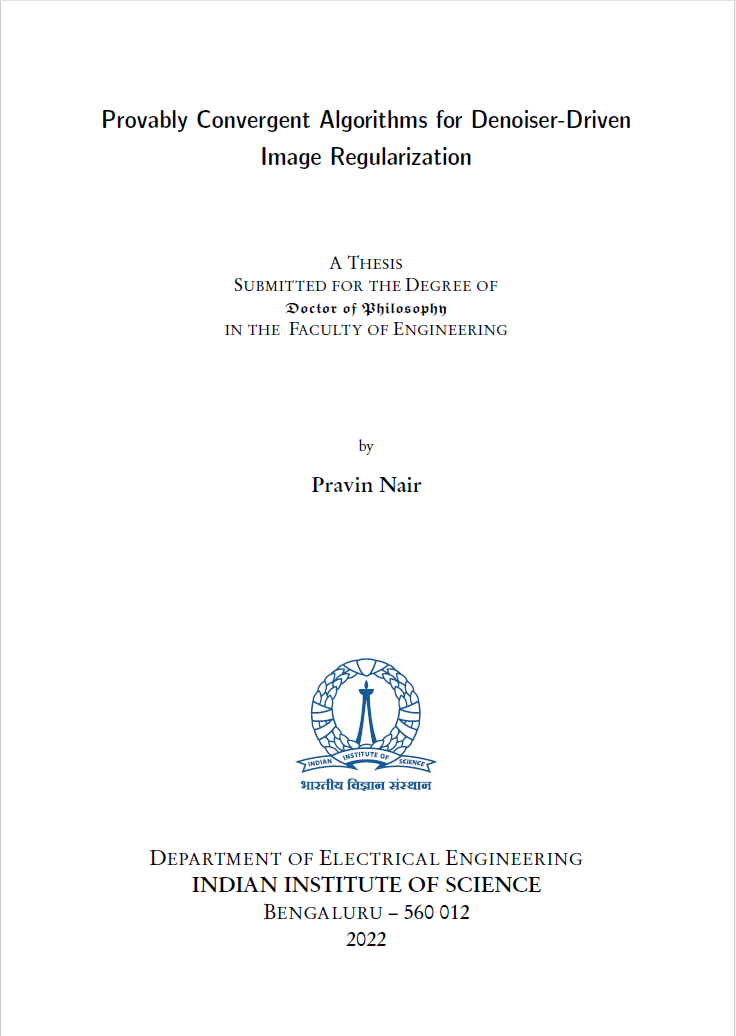 Provably Convergent Algorithms for Denoiser-Driven
Image Regularization
A THESIS
SUBMITTED FOR THE DEGREE OF
Doctor of Philosophy
IN THE FACULTY OF ENGINEERING
by
Pravin Nair
INDIAN INSTITUTE OF SCIENCE
भारतीय विज्ञान संस्थान
DEPARTMENT OF ELECTRICAL ENGINEERING
INDIAN INSTITUTE OF SCIENCE
BENGALURU – 560 012
2022